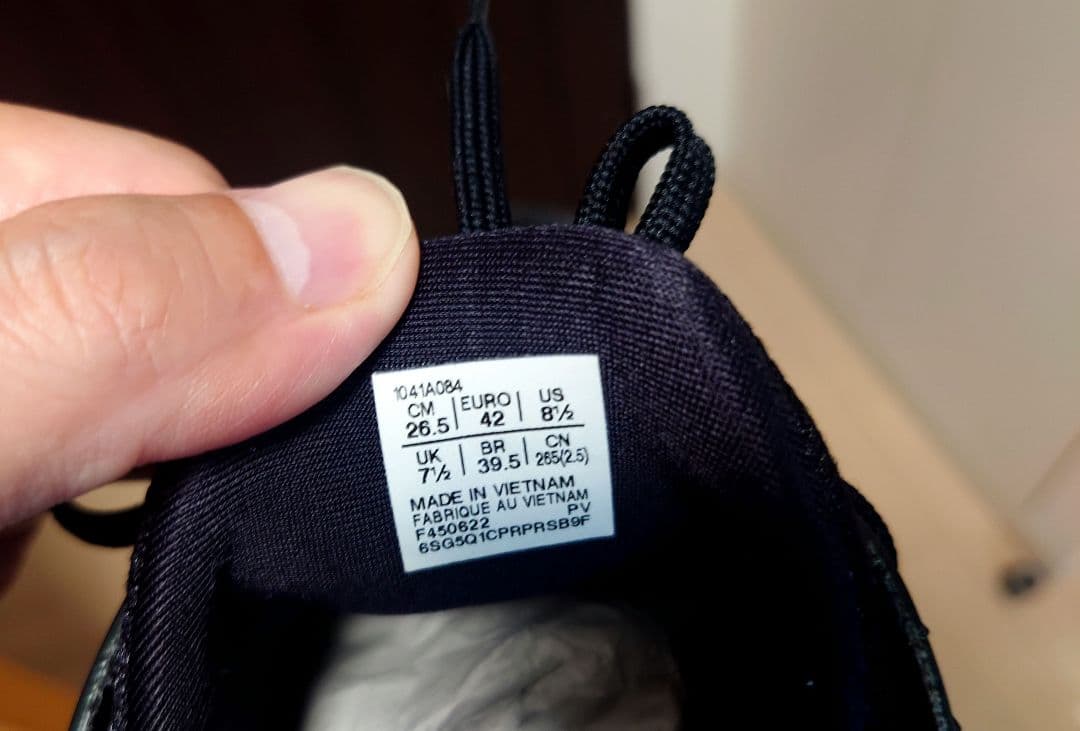 1041A084
CM EURO US
26.5 42 8½
UK BR CN
7½ 39.5 265(2.5)
MADE IN VIETNAM
FABRIQUE AU VIETNAM
F450622 PV
6SG5Q1CPRPRSB9F